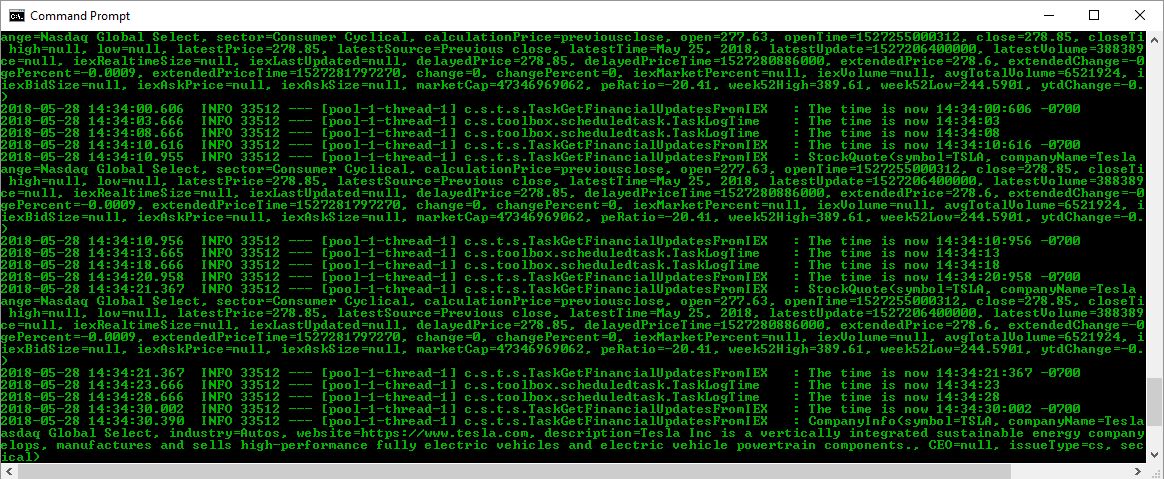 Command Prompt
ange=Nasdaq Global Select, sector=Consumer Cyclical, calculationPrice=previousclose, open=277.63, openTime=1527255000312, close=278.85, closeTi
 high=null, low=null, latestPrice=278.85, latestSource=Previous close, latestTime=May 25, 2018, latestUpdate=1527206400000, latestVolume=388389
ce=null, iexRealtimeSize=null, iexLastUpdated=null, delayedPrice=278.85, delayedPriceTime=1527280886000, extendedPrice=278.6, extendedChange=-0
gePercent=-0.0009, extendedPriceTime=1527281797270, change=0, changePercent=0, iexMarketPercent=null, iexVolume=null, avgTotalVolume=6521924, i
iexBidSize=null, iexAskPrice=null, iexAskSize=null, marketCap=47346969062, peRatio=-20.41, week52High=389.61, week52Low=244.5901, ytdChange=-0.
)
2018-05-28 14:34:00.606  INFO 33512 --- [pool-1-thread-1] c.s.t.s.TaskGetFinancialUpdatesFromIEX   : The time is now 14:34:00:606 -0700
2018-05-28 14:34:03.666  INFO 33512 --- [pool-1-thread-1] c.s.toolbox.scheduledtask.TaskLogTime    : The time is now 14:34:03
2018-05-28 14:34:08.666  INFO 33512 --- [pool-1-thread-1] c.s.toolbox.scheduledtask.TaskLogTime    : The time is now 14:34:08
2018-05-28 14:34:10.616  INFO 33512 --- [pool-1-thread-1] c.s.t.s.TaskGetFinancialUpdatesFromIEX   : The time is now 14:34:10:616 -0700
2018-05-28 14:34:10.955  INFO 33512 --- [pool-1-thread-1] c.s.t.s.TaskGetFinancialUpdatesFromIEX   : StockQuote(symbol=TSLA, companyName=Tesla
ange=Nasdaq Global Select, sector=Consumer Cyclical, calculationPrice=previousclose, open=277.63, openTime=1527255000312, close=278.85, closeTi
 high=null, low=null, latestPrice=278.85, latestSource=Previous close, latestTime=May 25, 2018, latestUpdate=1527206400000, latestVolume=388389
ce=null, iexRealtimeSize=null, iexLastUpdated=null, delayedPrice=278.85, delayedPriceTime=1527280886000, extendedPrice=278.6, extendedChange=-0
gePercent=-0.0009, extendedPriceTime=1527281797270, change=0, changePercent=0, iexMarketPercent=null, iexVolume=null, avgTotalVolume=6521924, i
iexBidSize=null, iexAskPrice=null, iexAskSize=null, marketCap=47346969062, peRatio=-20.41, week52High=389.61, week52Low=244.5901, ytdChange=-0.
)
2018-05-28 14:34:10.956  INFO 33512 --- [pool-1-thread-1] c.s.t.s.TaskGetFinancialUpdatesFromIEX   : The time is now 14:34:10:956 -0700
2018-05-28 14:34:13.665  INFO 33512 --- [pool-1-thread-1] c.s.toolbox.scheduledtask.TaskLogTime    : The time is now 14:34:13
2018-05-28 14:34:18.666  INFO 33512 --- [pool-1-thread-1] c.s.toolbox.scheduledtask.TaskLogTime    : The time is now 14:34:18
2018-05-28 14:34:20.958  INFO 33512 --- [pool-1-thread-1] c.s.t.s.TaskGetFinancialUpdatesFromIEX   : The time is now 14:34:20:958 -0700
2018-05-28 14:34:21.367  INFO 33512 --- [pool-1-thread-1] c.s.t.s.TaskGetFinancialUpdatesFromIEX   : StockQuote(symbol=TSLA, companyName=Tesla
ange=Nasdaq Global Select, sector=Consumer Cyclical, calculationPrice=previousclose, open=277.63, openTime=1527255000312, close=278.85, closeTi
 high=null, low=null, latestPrice=278.85, latestSource=Previous close, latestTime=May 25, 2018, latestUpdate=1527206400000, latestVolume=388389
ce=null, iexRealtimeSize=null, iexLastUpdated=null, delayedPrice=278.85, delayedPriceTime=1527280886000, extendedPrice=278.6, extendedChange=-0
gePercent=-0.0009, extendedPriceTime=1527281797270, change=0, changePercent=0, iexMarketPercent=null, iexVolume=null, avgTotalVolume=6521924, i
iexBidSize=null, iexAskPrice=null, iexAskSize=null, marketCap=47346969062, peRatio=-20.41, week52High=389.61, week52Low=244.5901, ytdChange=-0.
)
2018-05-28 14:34:21.367  INFO 33512 --- [pool-1-thread-1] c.s.t.s.TaskGetFinancialUpdatesFromIEX   : The time is now 14:34:21:367 -0700
2018-05-28 14:34:23.666  INFO 33512 --- [pool-1-thread-1] c.s.toolbox.scheduledtask.TaskLogTime    : The time is now 14:34:23
2018-05-28 14:34:28.666  INFO 33512 --- [pool-1-thread-1] c.s.toolbox.scheduledtask.TaskLogTime    : The time is now 14:34:28
2018-05-28 14:34:30.002  INFO 33512 --- [pool-1-thread-1] c.s.t.s.TaskGetFinancialUpdatesFromIEX   : The time is now 14:34:30:002 -0700
2018-05-28 14:34:30.390  INFO 33512 --- [pool-1-thread-1] c.s.t.s.TaskGetFinancialUpdatesFromIEX   : CompanyInfo(symbol=TSLA, companyName=Tesla
asdaq Global Select, industry=Autos, website=https://www.tesla.com, description=Tesla Inc is a vertically integrated sustainable energy company
elops, manufactures and sells high-performance fully electric vehicles and electric vehicle powertrain components., CEO=null, issueType=cs, sec
ical)